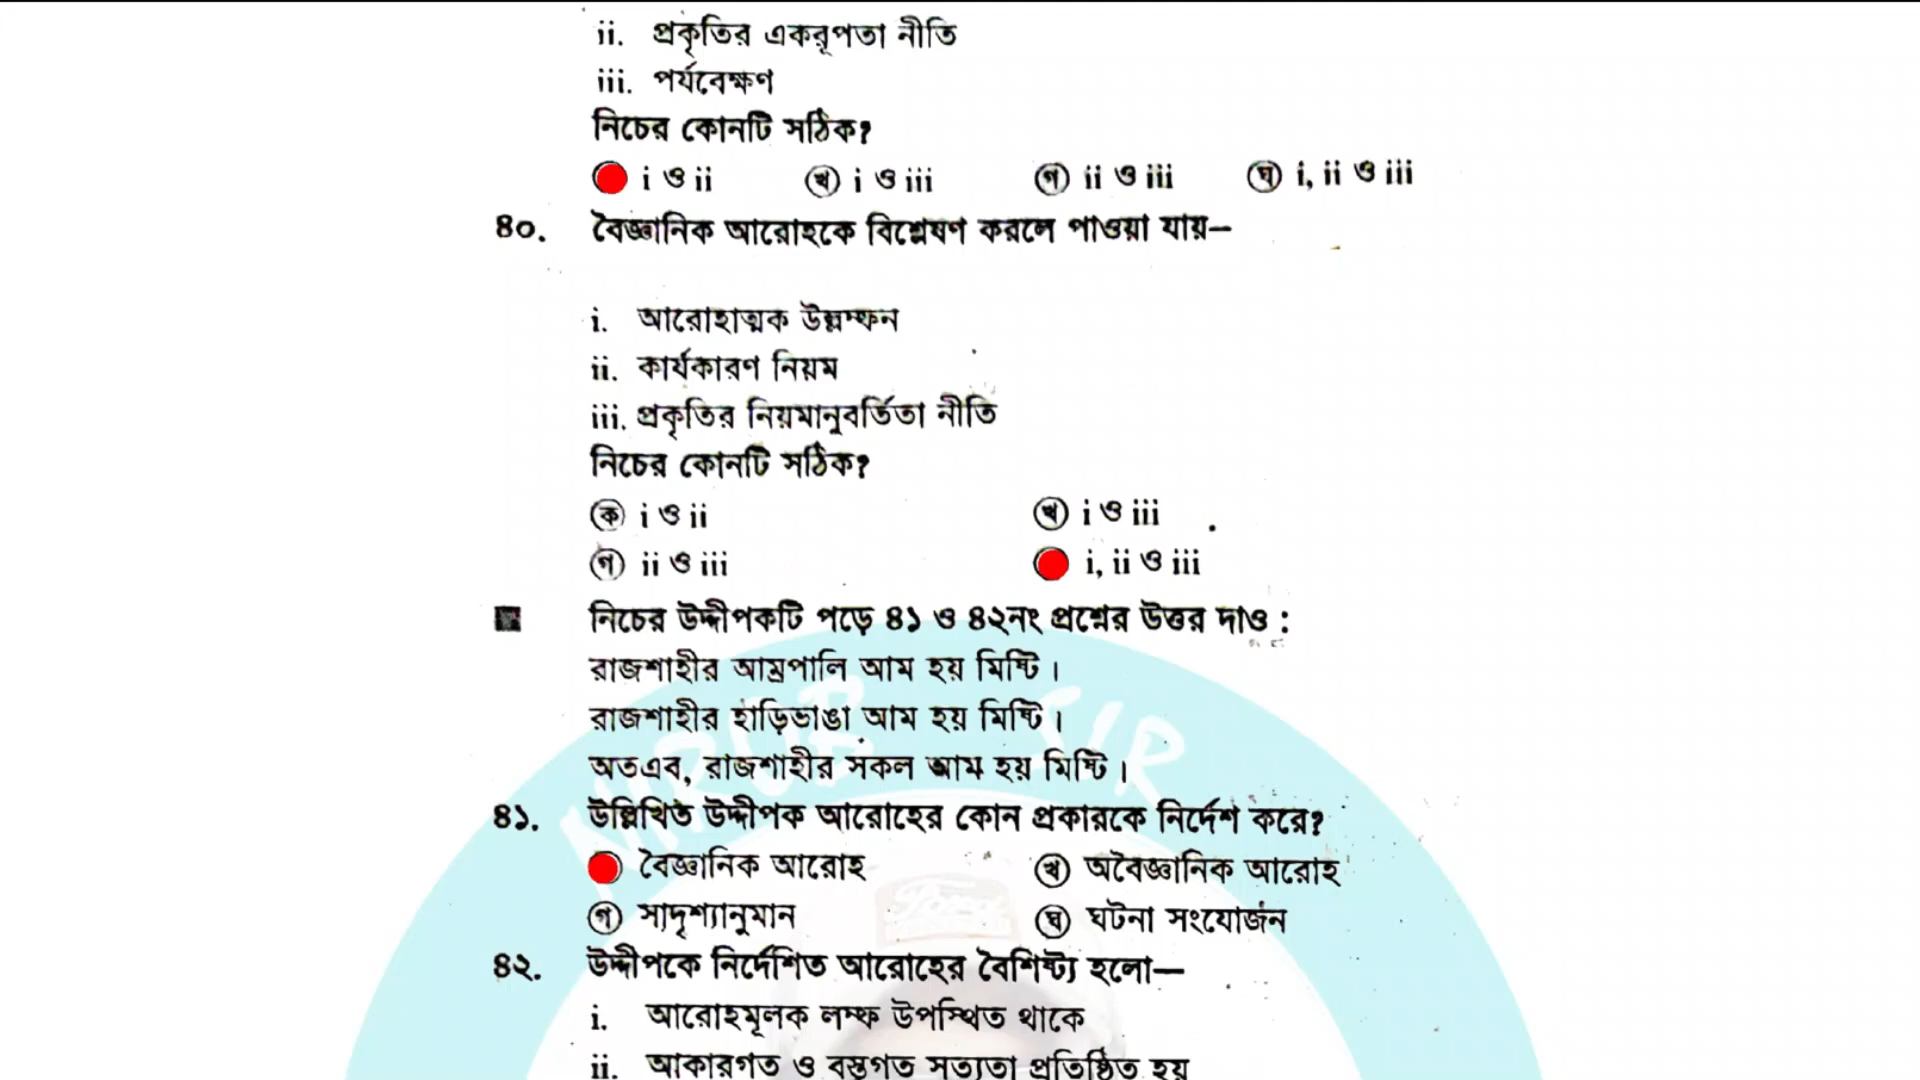 ii. প্রকৃতির একরূপতা নীতি
iii. পর্যবেক্ষণ
নিচের কোনটি সঠিক?
i ও ii খ i ও iii গ ii ও iii ঘ i, ii ও iii
৪০. বৈজ্ঞানিক আরোহকে বিশ্লেষণ করলে পাওয়া যায়—
i. আরোহাত্মক উল্লম্ফন
ii. কার্যকারণ নিয়ম
iii. প্রকৃতির নিয়মানুবর্তিতা নীতি
নিচের কোনটি সঠিক?
ক i ও ii খ i ও iii
গ ii ও iii i, ii ও iii
নিচের উদ্দীপকটি পড়ে ৪১ ও ৪২নং প্রশ্নের উত্তর দাও :
রাজশাহীর আম্রপালি আম হয় মিষ্টি।
রাজশাহীর হাড়িভাঙা আম হয় মিষ্টি।
অতএব, রাজশাহীর সকল আম হয় মিষ্টি।
৪১. উল্লিখিত উদ্দীপক আরোহের কোন প্রকারকে নির্দেশ করে?
বৈজ্ঞানিক আরোহ খ অবৈজ্ঞানিক আরোহ
গ সাদৃশ্যানুমান ঘ ঘটনা সংযোজন
৪২. উদ্দীপকে নির্দেশিত আরোহের বৈশিষ্ট্য হলো—
i. আরোহমূলক লম্ফ উপস্থিত থাকে
ii. আকারগত ও বস্তুগত সত্যতা প্রতিষ্ঠিত হয়
SIR